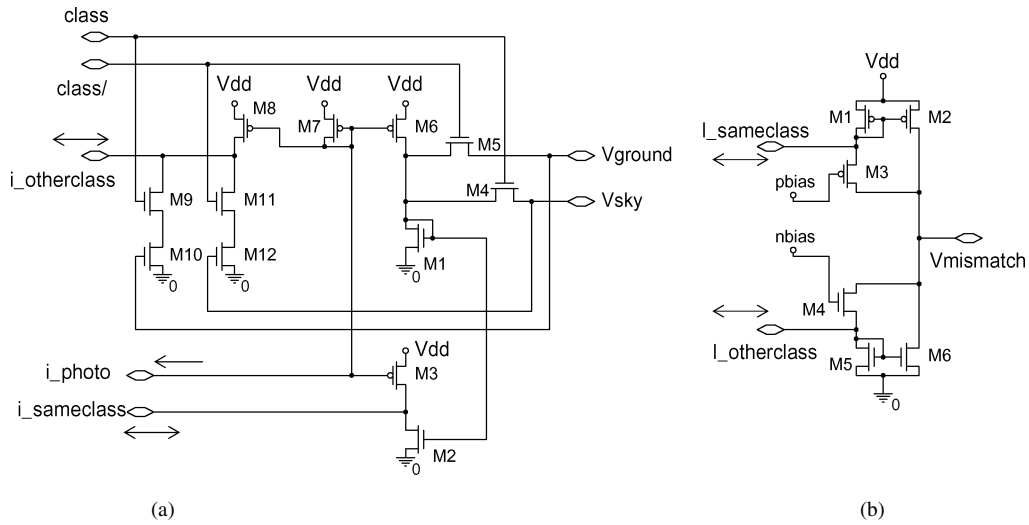 class
class/
Vdd
Vdd
Vdd
M8
M7
M6
i_otherclass
M5
Vground
M4
Vsky
M9
M11
M10
M12
M1
0
0
0
Vdd
i_photo
M3
i_sameclass
M2
0
(a)
Vdd
M1
M2
I_sameclass
M3
pbias
nbias
Vmismatch
M4
I_otherclass
M5
M6
0
(b)